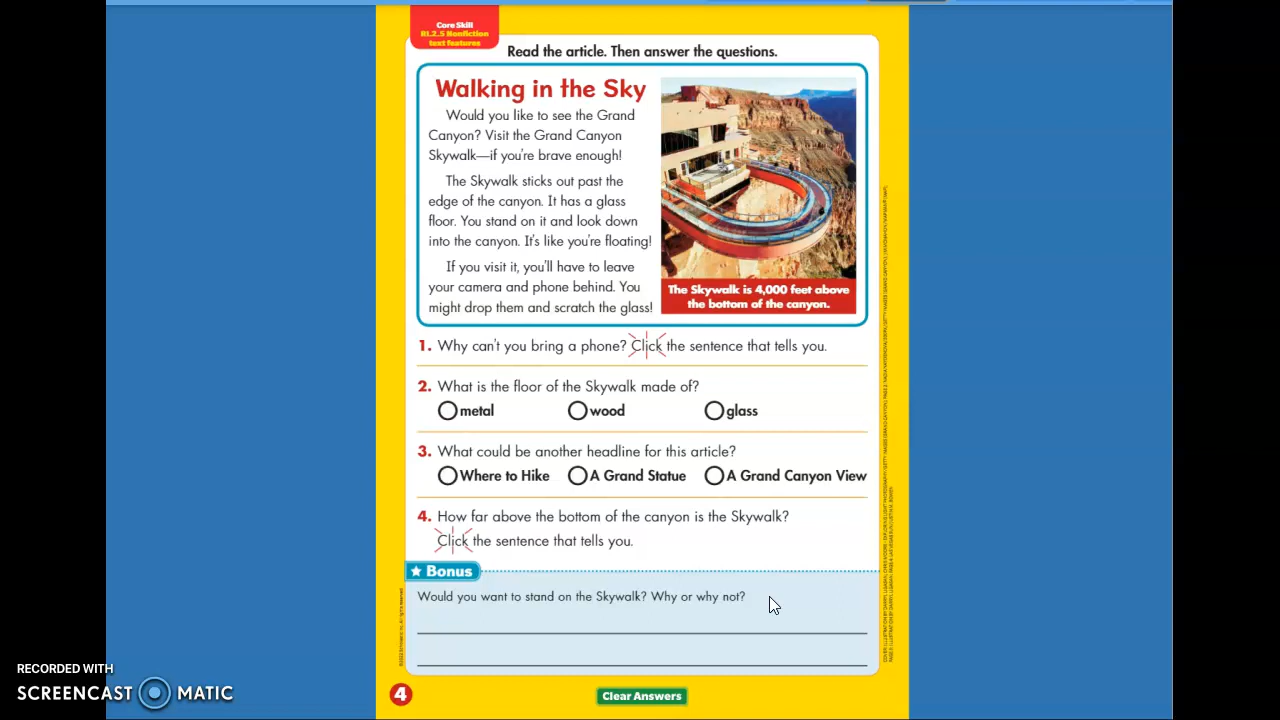 Core Skill
RI.2.5 Nonfiction
text features
Read the article. Then answer the questions.
Walking in the Sky
Would you like to see the Grand
Canyon? Visit the Grand Canyon
Skywalk—if you're brave enough!
The Skywalk sticks out past the
edge of the canyon. It has a glass
floor. You stand on it and look down
into the canyon. It's like you're floating!
If you visit it, you'll have to leave
your camera and phone behind. You
might drop them and scratch the glass!
The Skywalk is 4,000 feet above
the bottom of the canyon.
1. Why can't you bring a phone? Click the sentence that tells you.
2. What is the floor of the Skywalk made of?
metal wood glass
3. What could be another headline for this article?
Where to Hike A Grand Statue A Grand Canyon View
4. How far above the bottom of the canyon is the Skywalk?
Click the sentence that tells you.
Bonus
Would you want to stand on the Skywalk? Why or why not?
4
Clear Answers
RECORDED WITH
SCREENCAST MATIC